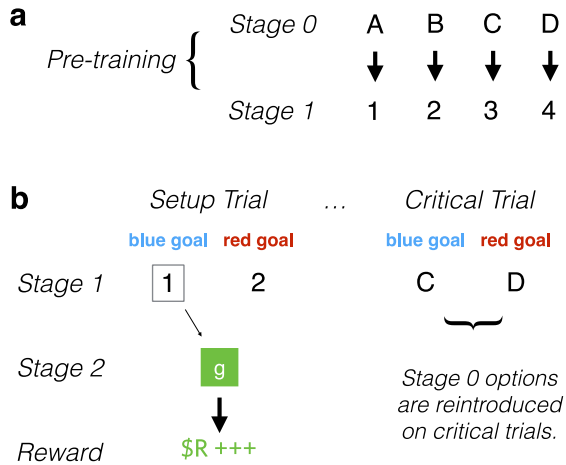 a
Stage 0 A B C D
Pre-training {
Stage 1 1 2 3 4
b
Setup Trial ... Critical Trial
blue goal red goal blue goal red goal
Stage 1 1 2 C D
Stage 2 g
Stage 0 options
are reintroduced
on critical trials.
Reward $R +++